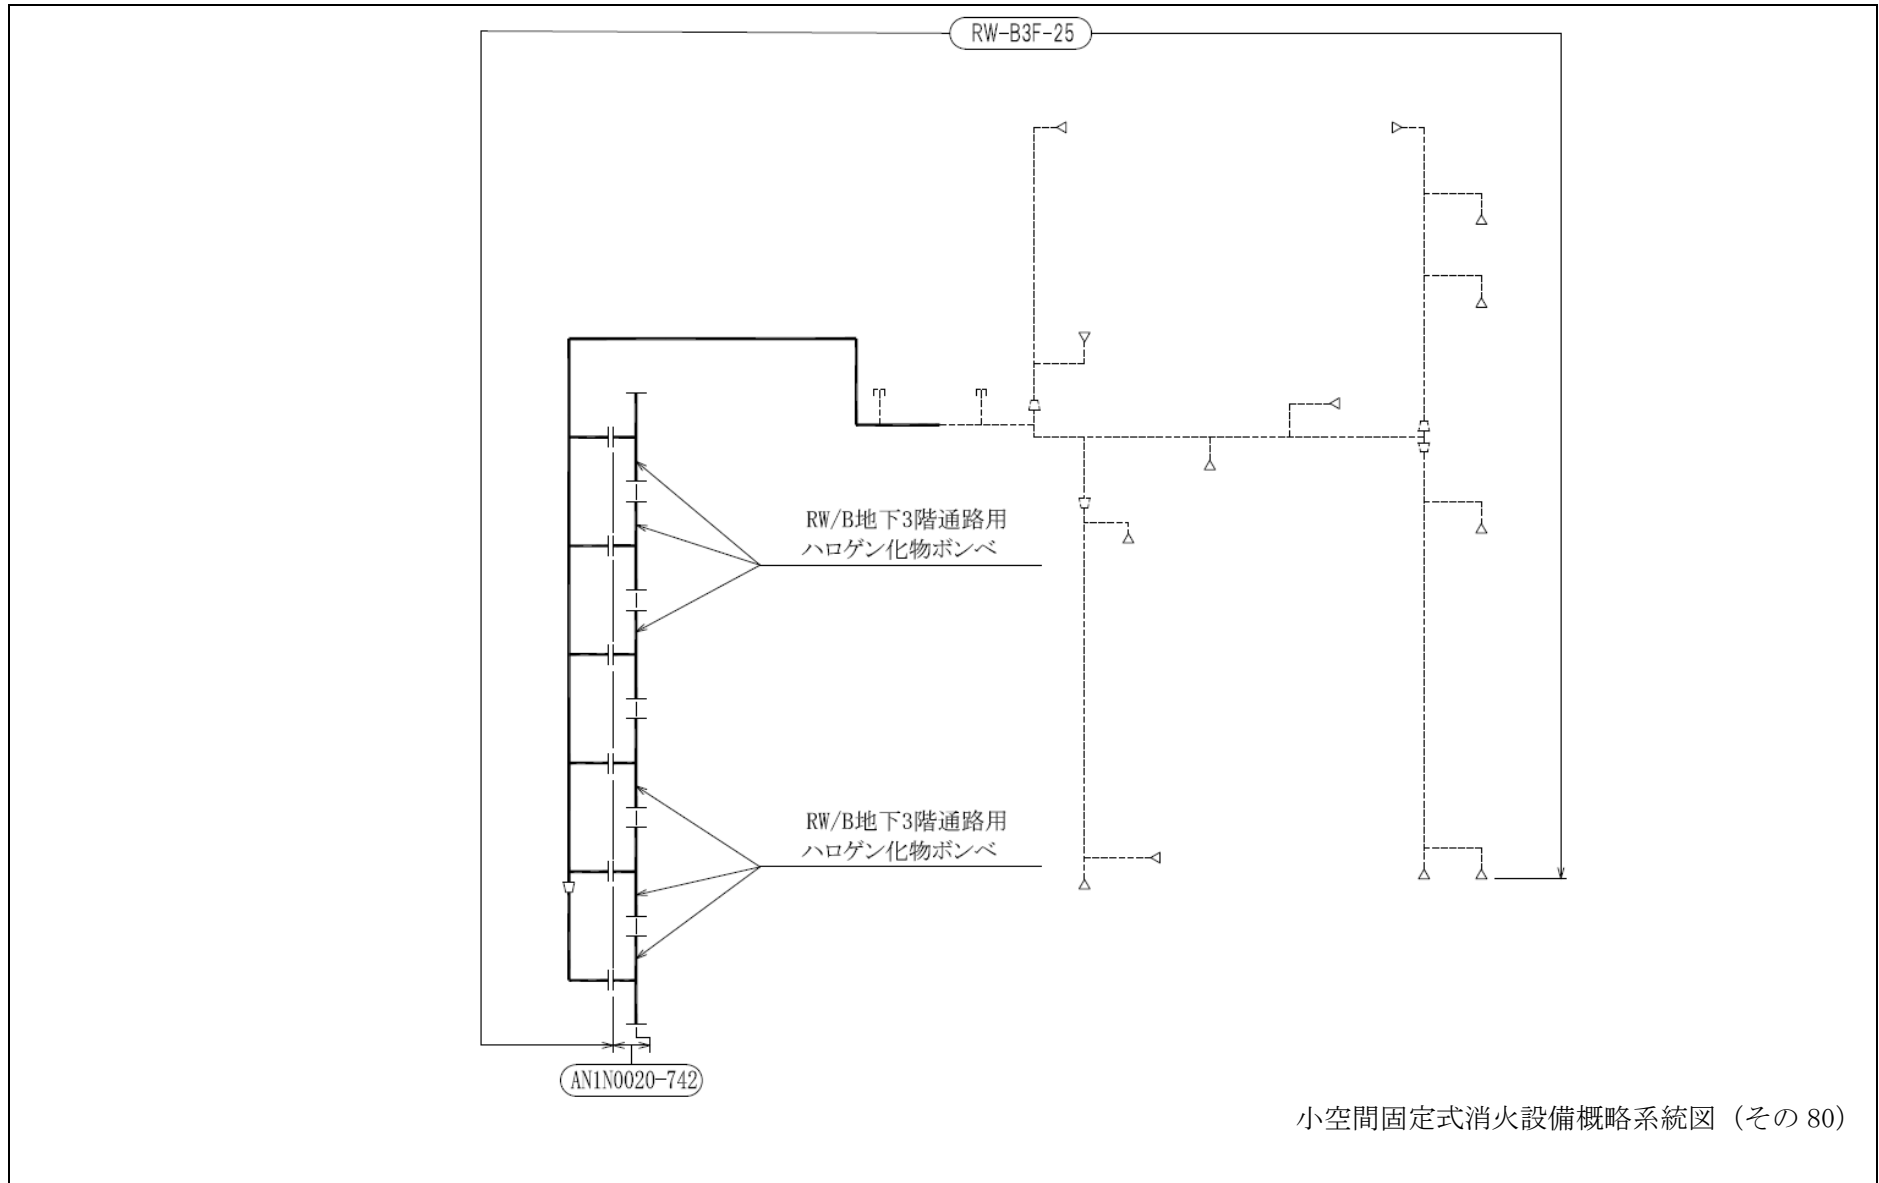 RW-B3F-25
RW/B地下3階通路用
ハロゲン化物ボンベ
RW/B地下3階通路用
ハロゲン化物ボンベ
AN1N0020-742
小空間固定式消火設備概略系統図（その 80）